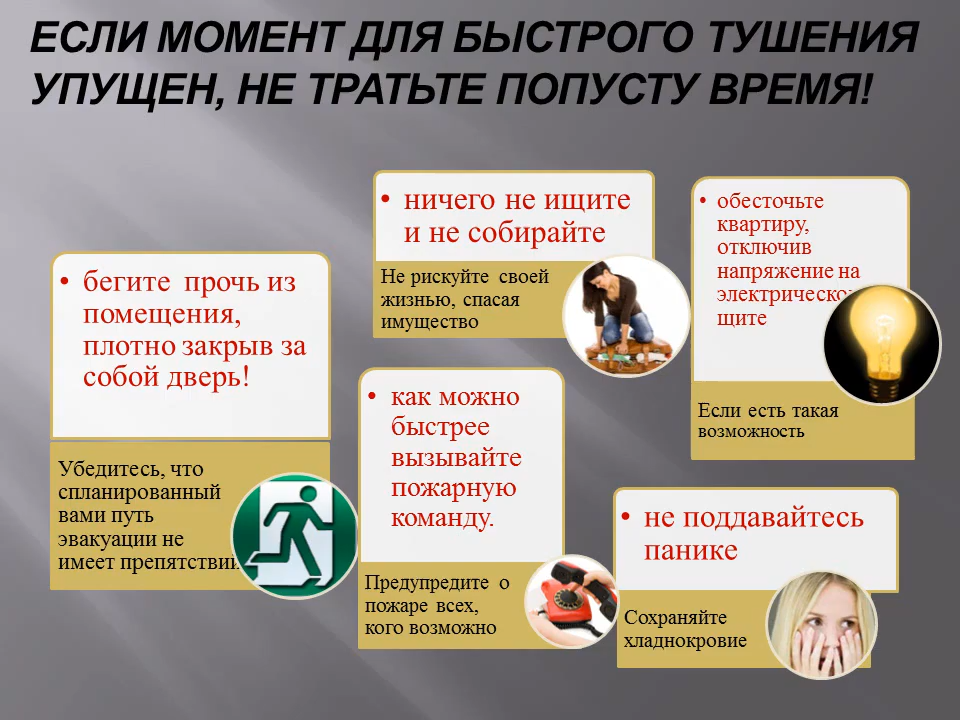 ЕСЛИ МОМЕНТ ДЛЯ БЫСТРОГО ТУШЕНИЯ
УПУЩЕН, НЕ ТРАТЬТЕ ПОПУСТУ ВРЕМЯ!
• бегите прочь из
помещения,
плотно закрыв за
собой дверь!
Убедитесь, что
спланированный
вами путь
эвакуации не
имеет препятствий
• ничего не ищите
и не собирайте
Не рискуйте своей
жизнью, спасая
имущество
• как можно
быстрее
вызывайте
пожарную
команду.
Предупредите о
пожаре всех,
кого возможно
• обесточьте
квартиру,
отключив
напряжение на
электрическо
щите
Если есть такая
возможность
• не поддавайтесь
панике
Сохраняйте
хладнокровие